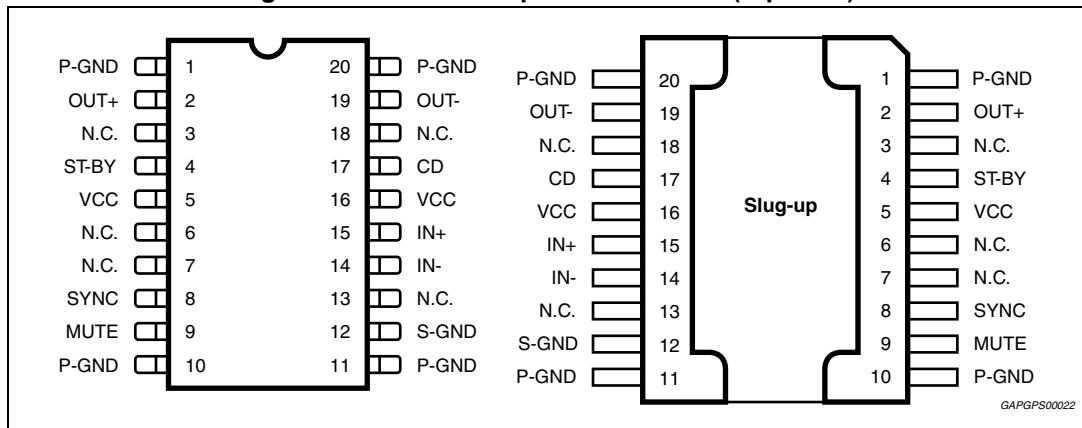 P-GND 1 20 P-GND
OUT+ 2 19 OUT-
N.C. 3 18 N.C.
ST-BY 4 17 CD
VCC 5 16 VCC
N.C. 6 15 IN+
N.C. 7 14 IN-
SYNC 8 13 N.C.
MUTE 9 12 S-GND
P-GND 10 11 P-GND
P-GND 20 1 P-GND
OUT- 19 2 OUT+
N.C. 18 3 N.C.
CD 17 4 ST-BY
VCC 16 Slug-up 5 VCC
IN+ 15 6 N.C.
IN- 14 7 N.C.
N.C. 13 8 SYNC
S-GND 12 9 MUTE
P-GND 11 10 P-GND
GAPGPS00022